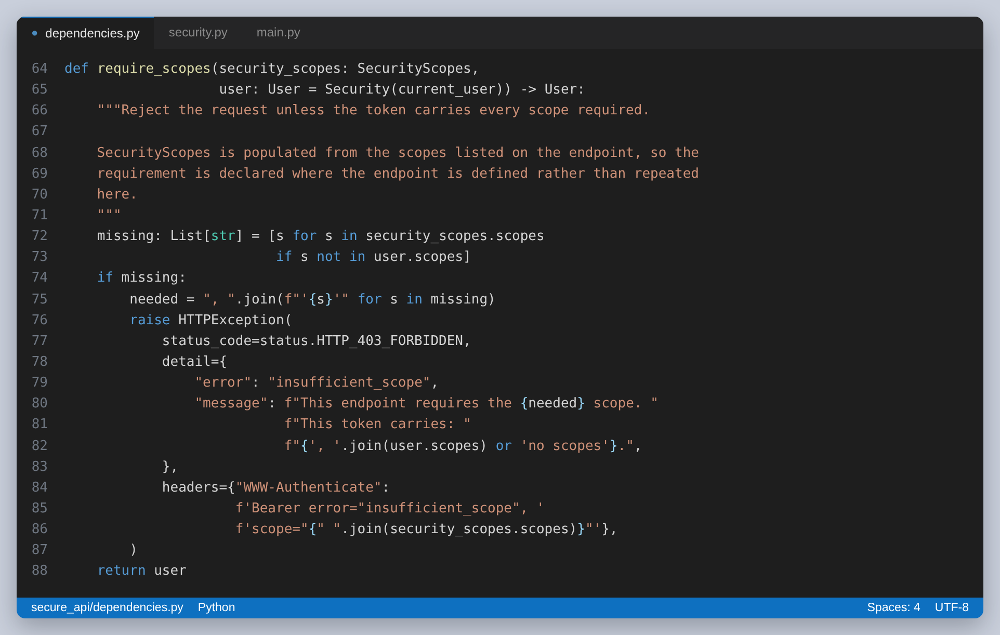 dependencies.py security.py main.py
64 def require_scopes(security_scopes: SecurityScopes,
65                    user: User = Security(current_user)) -> User:
66     """Reject the request unless the token carries every scope required.
67
68     SecurityScopes is populated from the scopes listed on the endpoint, so the
69     requirement is declared where the endpoint is defined rather than repeated
70     here.
71     """
72     missing: List[str] = [s for s in security_scopes.scopes
73                           if s not in user.scopes]
74     if missing:
75         needed = ", ".join(f"'{s}'" for s in missing)
76         raise HTTPException(
77             status_code=status.HTTP_403_FORBIDDEN,
78             detail={
79                 "error": "insufficient_scope",
80                 "message": f"This endpoint requires the {needed} scope. "
81                            f"This token carries: "
82                            f"{', '.join(user.scopes) or 'no scopes'}.",
83             },
84             headers={"WWW-Authenticate":
85                      f'Bearer error="insufficient_scope", '
86                      f'scope="{" ".join(security_scopes.scopes)}"'},
87         )
88     return user
secure_api/dependencies.py Python Spaces: 4 UTF-8